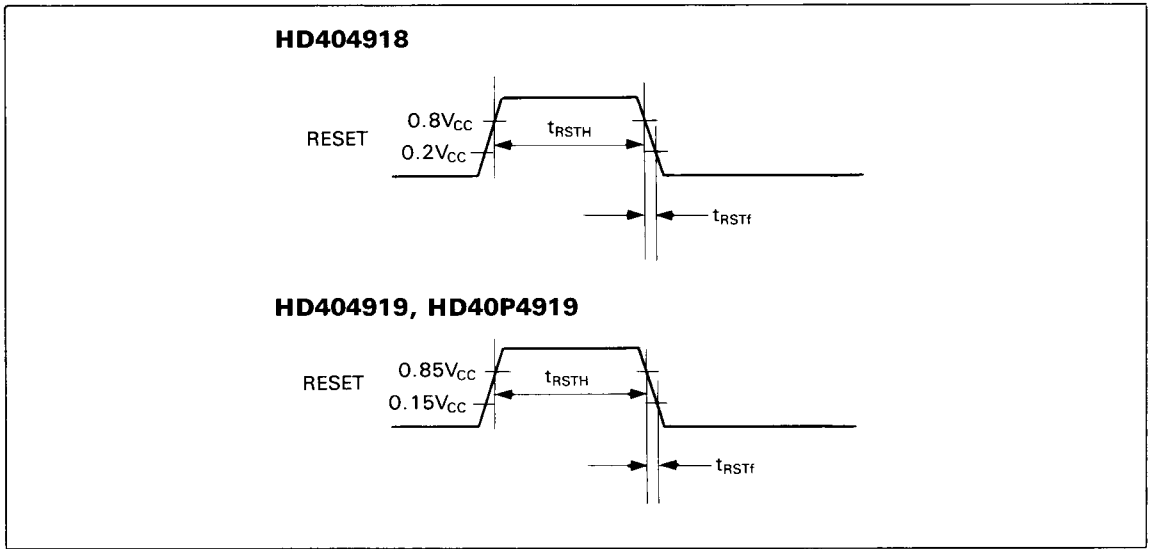 HD404918
RESET
0.8VCC
0.2VCC
tRSTH
tRSTf
HD404919, HD40P4919
RESET
0.85VCC
0.15VCC
tRSTH
tRSTf